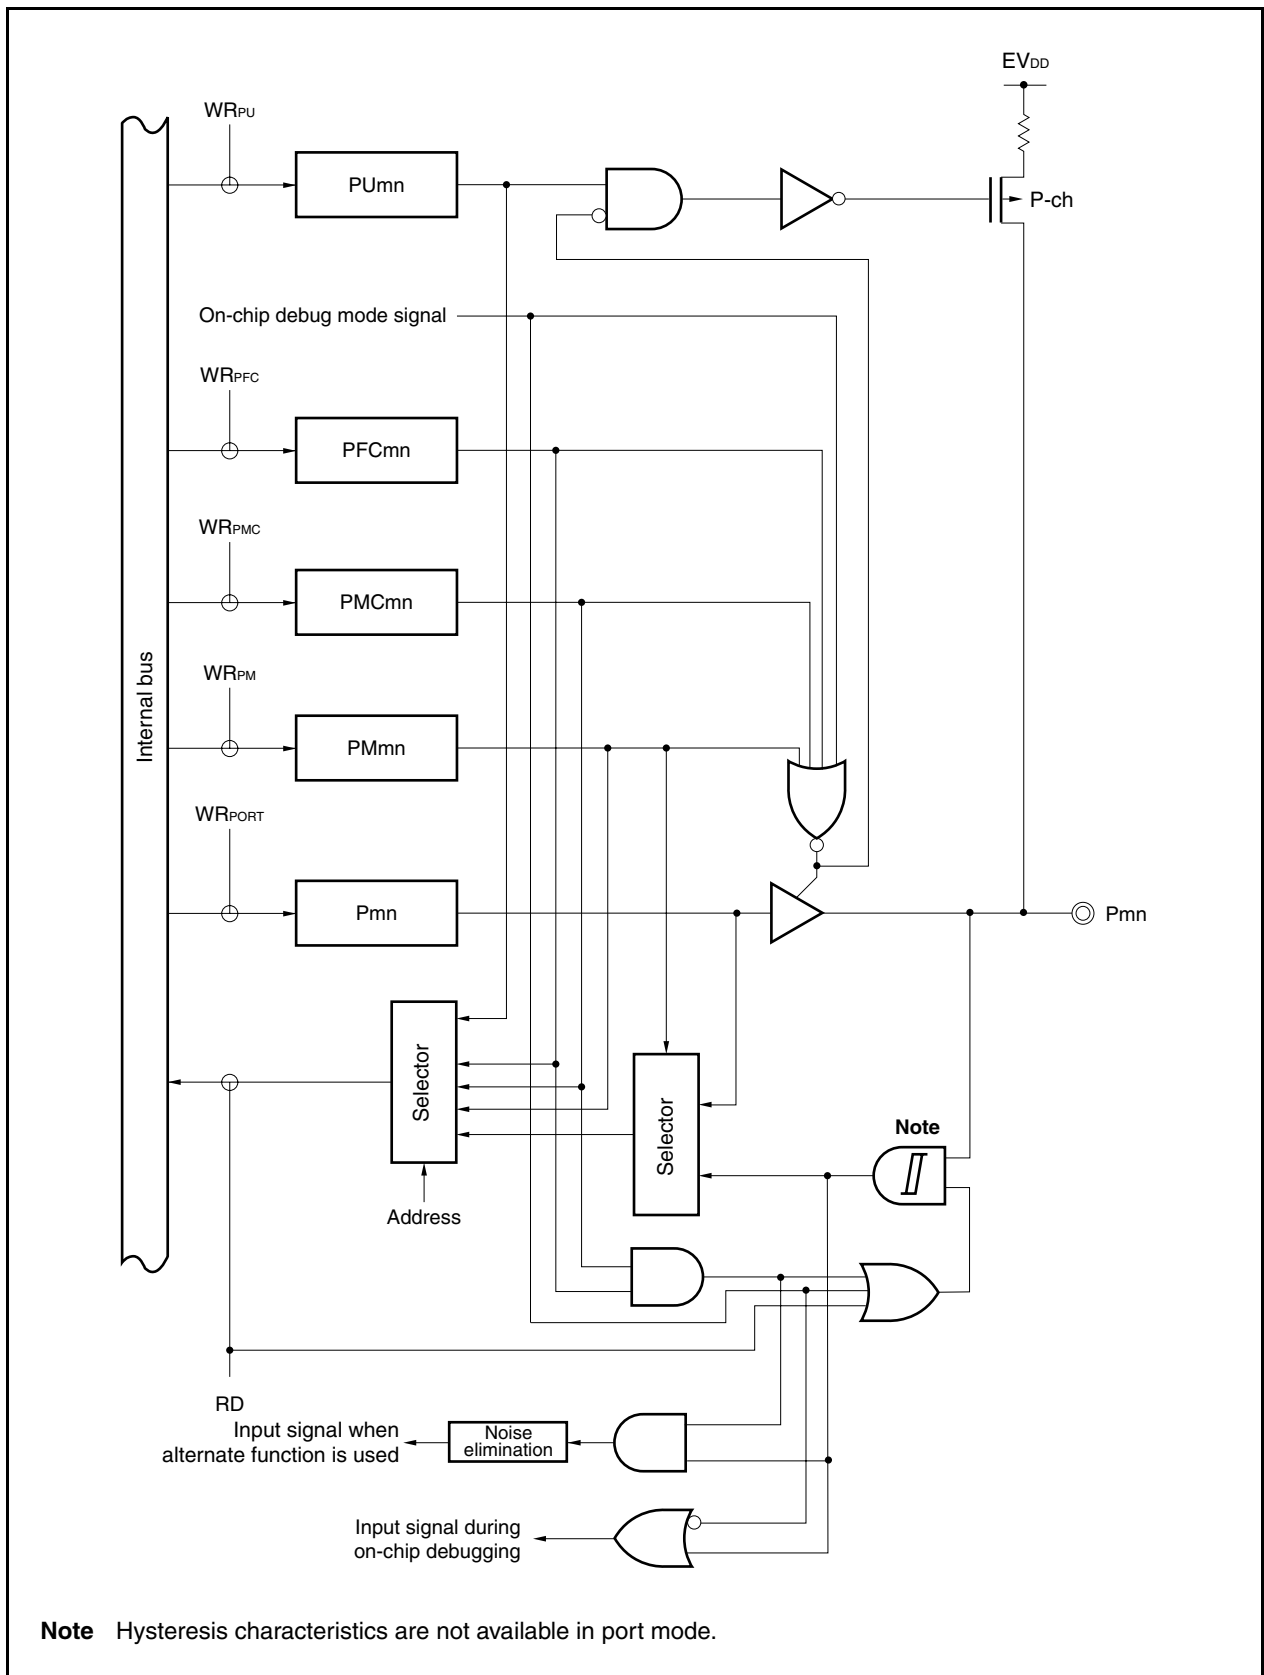 EVDD
WRPU
PUmn
P-ch
On-chip debug mode signal
WRPFC
PFCmn
WRPMC
PMCmn
Internal bus
WRPM
PMmn
WRPORT
Pmn
Pmn
Selector
Selector
Note
Address
RD
Input signal when
alternate function is used
Noise
elimination
Input signal during
on-chip debugging
Note Hysteresis characteristics are not available in port mode.